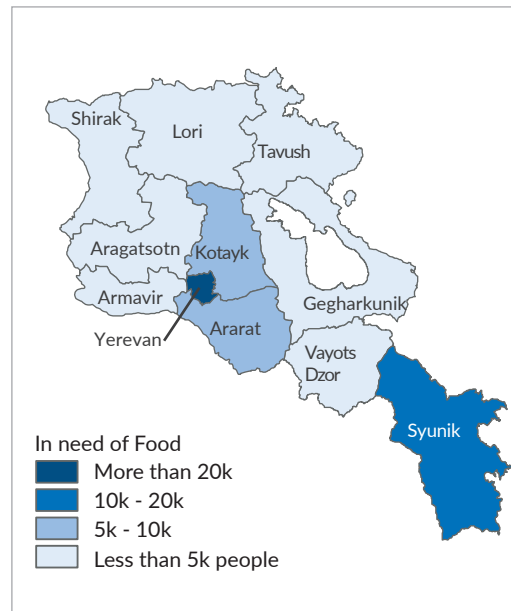 Shirak
Lori
Tavush
Aragatsotn
Kotayk
Armavir
Gegharkunik
Yerevan
Ararat
Vayots
Dzor
Syunik
In need of Food
More than 20k
10k - 20k
5k - 10k
Less than 5k people